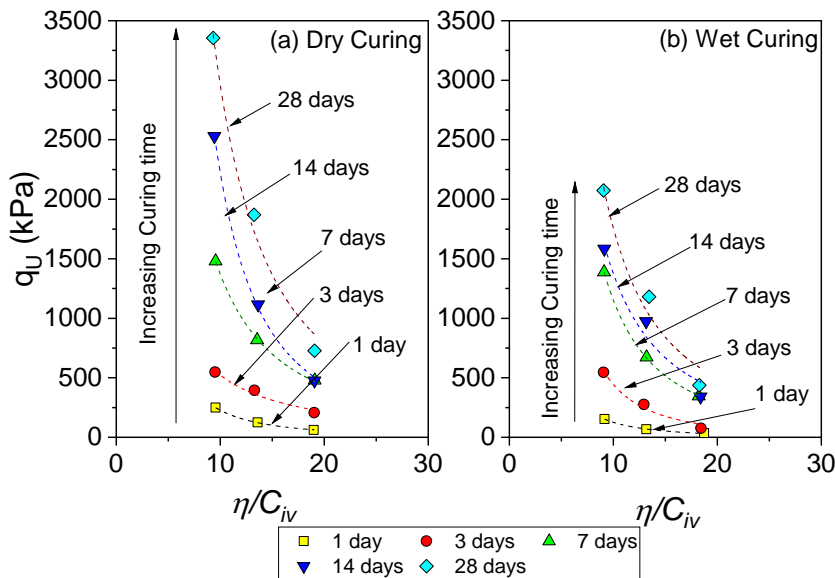 (a) Dry Curing
(b) Wet Curing
q_U (kPa)
3500
3000
2500
2000
1500
1000
500
0
3500
3000
2500
2000
1500
1000
500
0
Increasing Curing time
28 days
14 days
7 days
3 days
1 day
Increasing Curing time
28 days
14 days
7 days
3 days
1 day
0 10 20 30
0 10 20 30
η/C_iv
η/C_iv
1 day 3 days 7 days
14 days 28 days